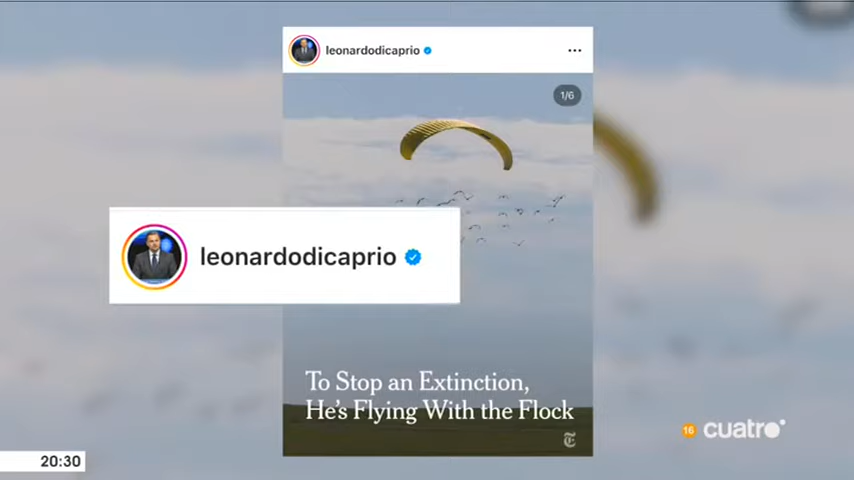 leonardodicaprio
1/6
leonardodicaprio
To Stop an Extinction,
He's Flying With the Flock
16 cuatro
20:30